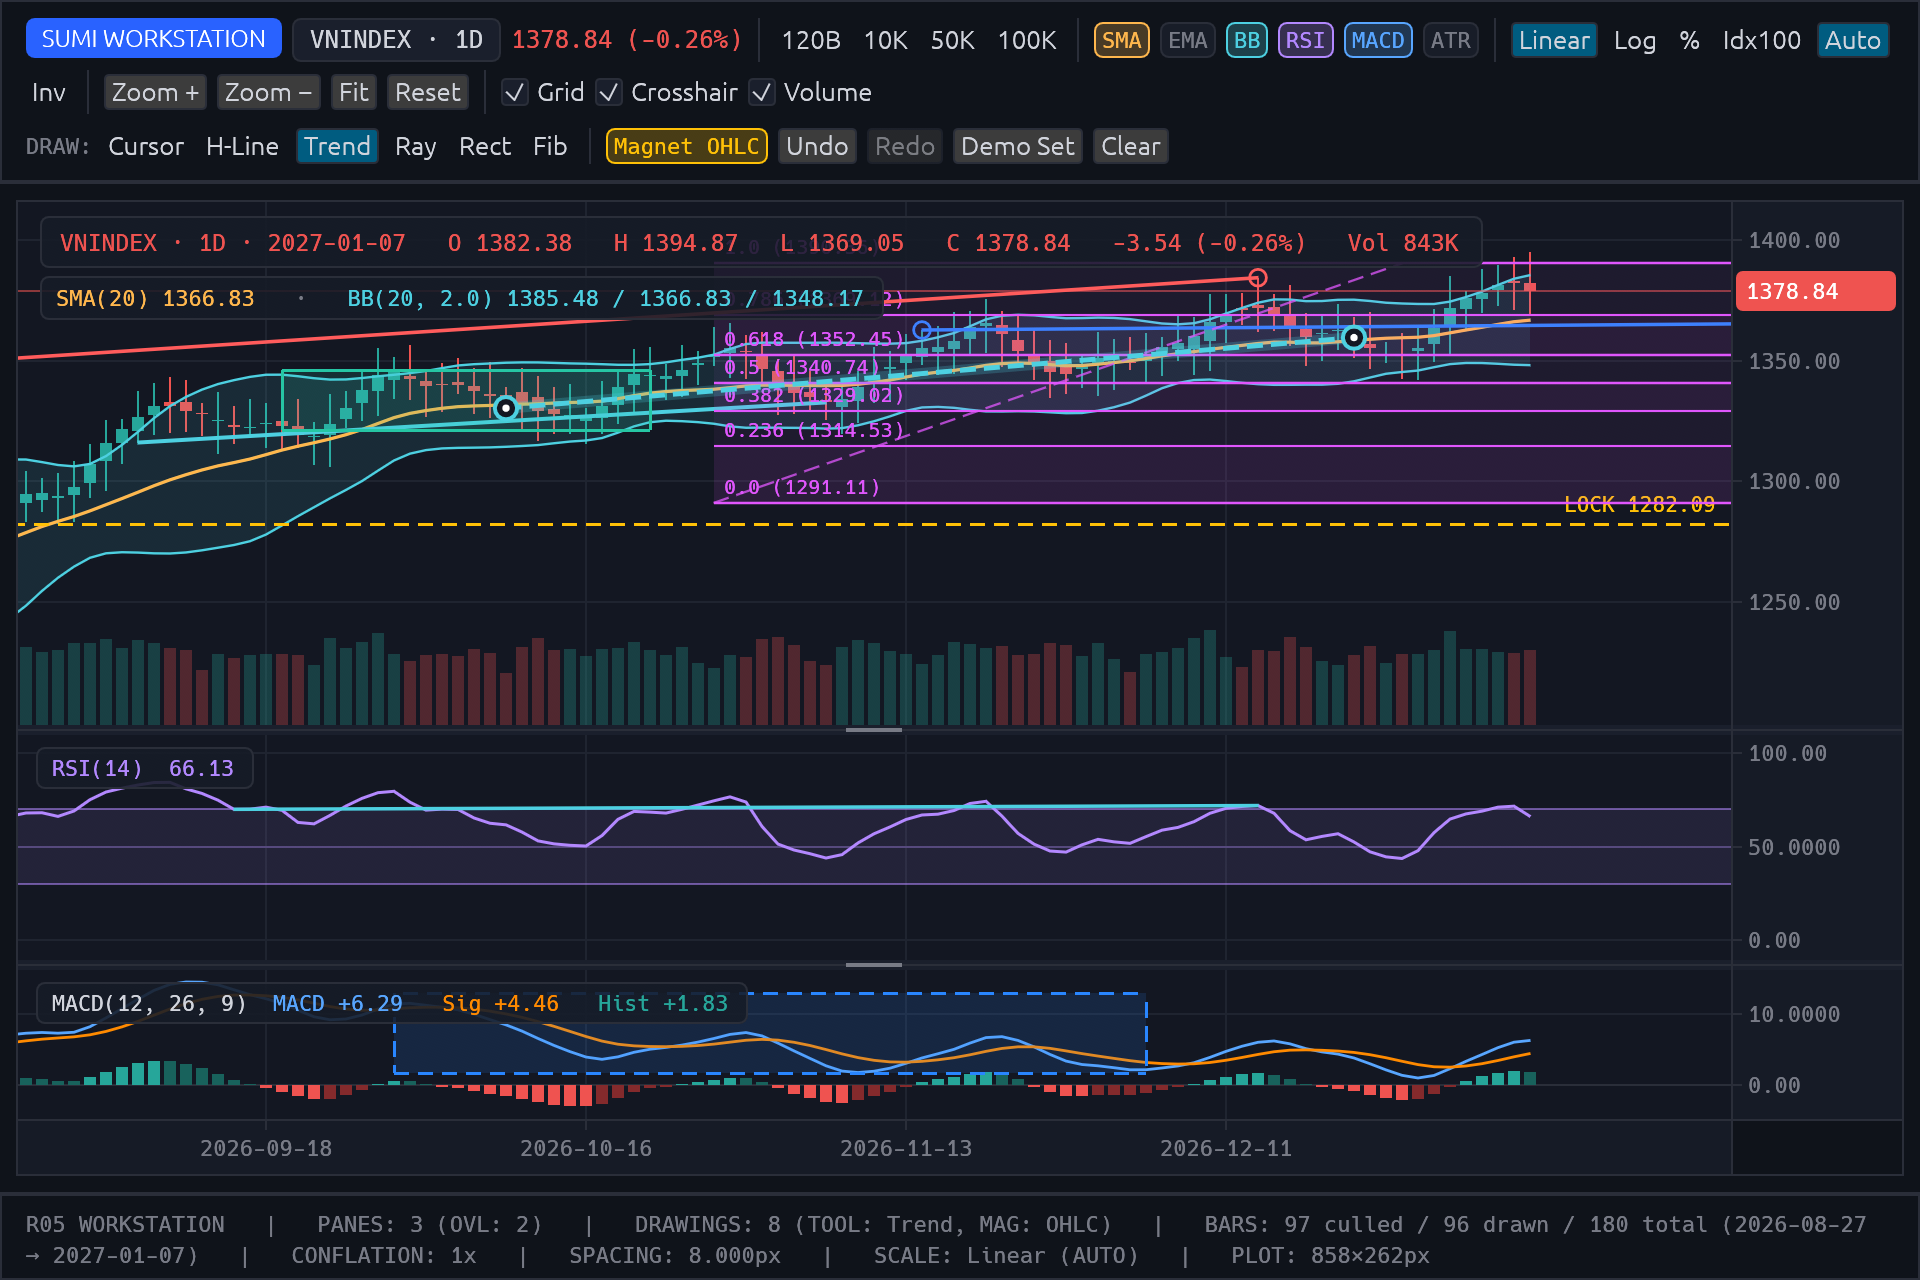 SUMI WORKSTATION VNINDEX · 1D 1378.84 (-0.26%) 120B 10K 50K 100K SMA EMA BB RSI MACD ATR Linear Log % Idx100 Auto
Inv Zoom + Zoom − Fit Reset Grid Crosshair Volume
DRAW: Cursor H-Line Trend Ray Rect Fib Magnet OHLC Undo Redo Demo Set Clear
VNINDEX · 1D · 2027-01-07 O 1382.38 H 1394.87 L 1369.05 C 1378.84 -3.54 (-0.26%) Vol 843K
SMA(20) 1366.83 · BB(20, 2.0) 1385.48 / 1366.83 / 1348.17
1400.00
1378.84
0.618 (1352.45)
1350.00
0.5 (1340.74)
0.382 (1329.02)
0.236 (1314.53)
0.0 (1291.11)
1300.00
LOCK 1282.09
1250.00
RSI(14) 66.13
100.00
50.0000
0.00
MACD(12, 26, 9) MACD +6.29 Sig +4.46 Hist +1.83
10.0000
0.00
2026-09-18 2026-10-16 2026-11-13 2026-12-11
R05 WORKSTATION | PANES: 3 (OVL: 2) | DRAWINGS: 8 (TOOL: Trend, MAG: OHLC) | BARS: 97 culled / 96 drawn / 180 total (2026-08-27
→ 2027-01-07) | CONFLATION: 1x | SPACING: 8.000px | SCALE: Linear (AUTO) | PLOT: 858×262px